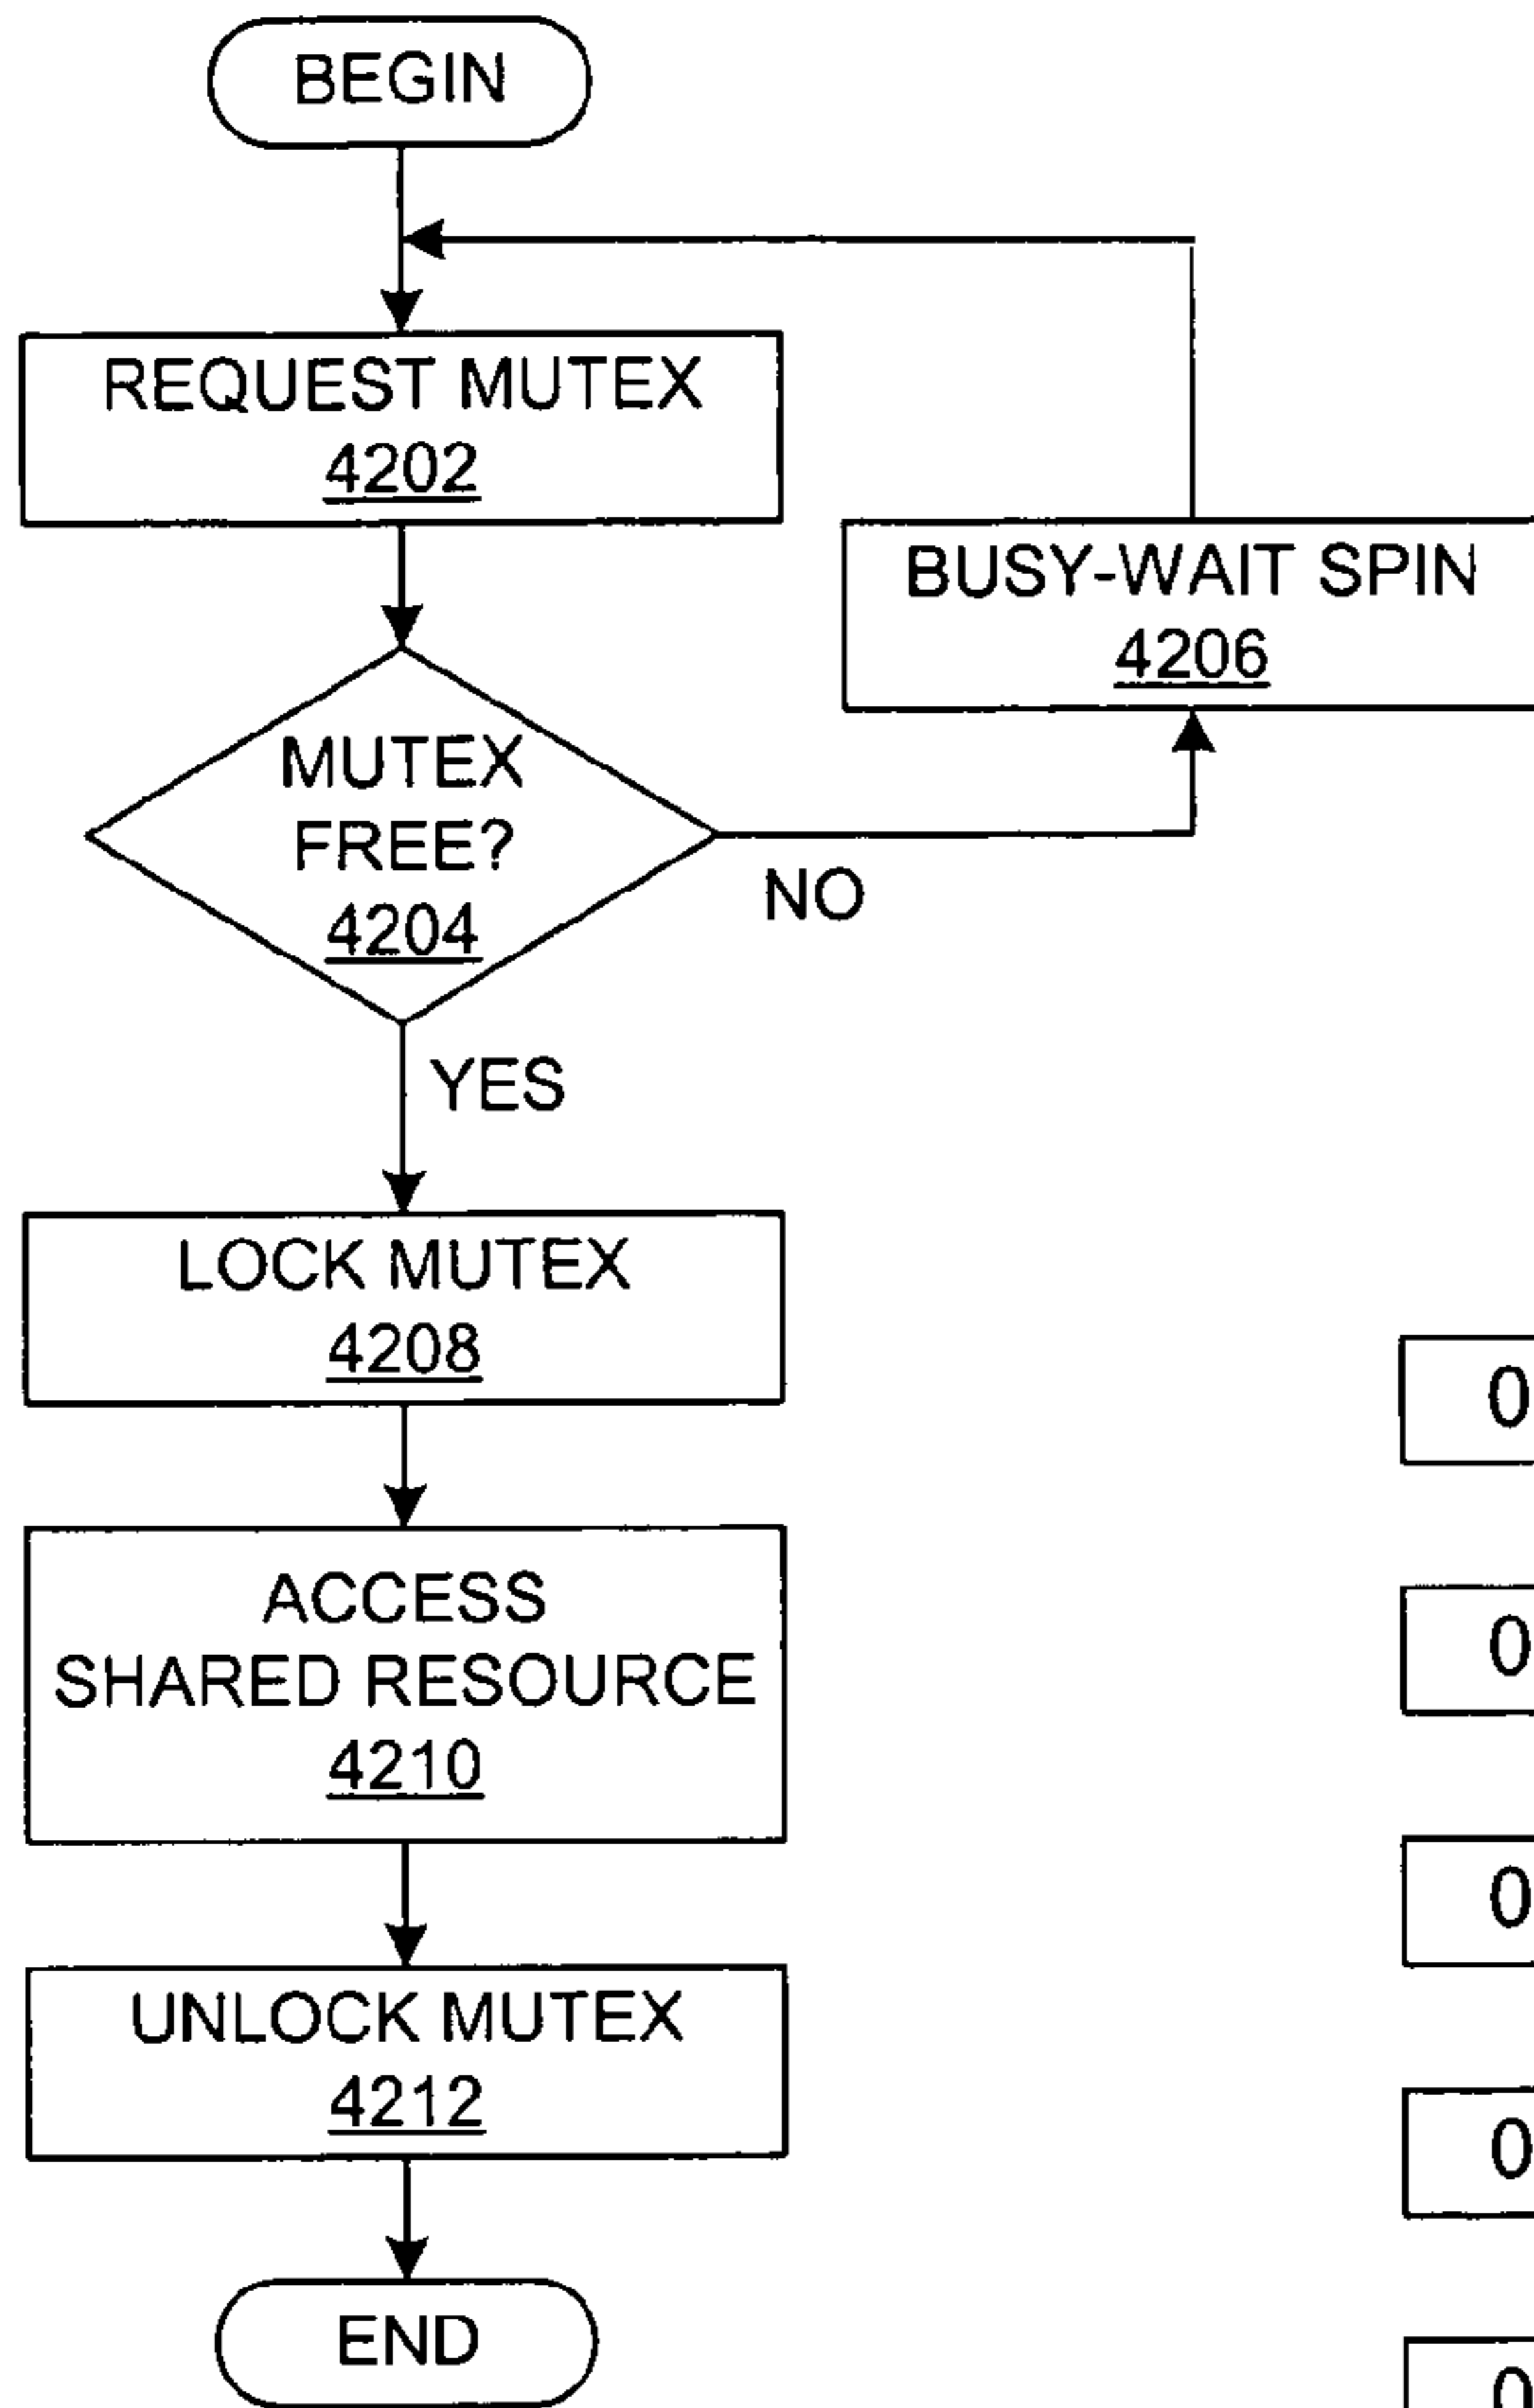 BEGIN
REQUEST MUTEX
4202
BUSY-WAIT SPIN
4206
MUTEX
FREE?
4204
NO
YES
LOCK MUTEX
4208
0
ACCESS
SHARED RESOURCE
4210
0
0
UNLOCK MUTEX
4212
0
END
0